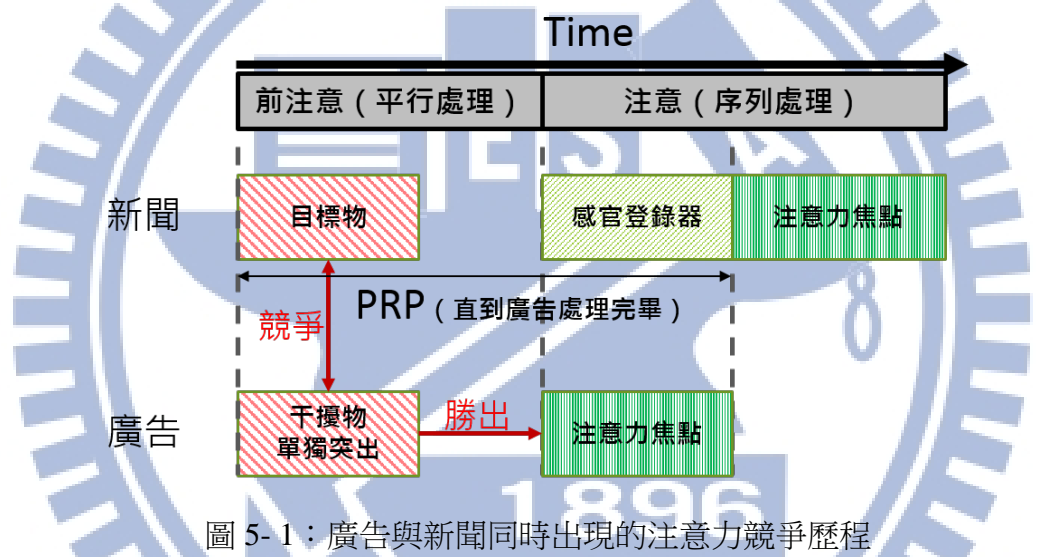 Time
前注意（平行處理）
注意（序列處理）
新聞
目標物
感官登錄器
注意力焦點
PRP（直到廣告處理完畢）
競爭
廣告
干擾物
單獨突出
勝出
注意力焦點
ESA
8
1896
圖 5- 1：廣告與新聞同時出現的注意力競爭歷程